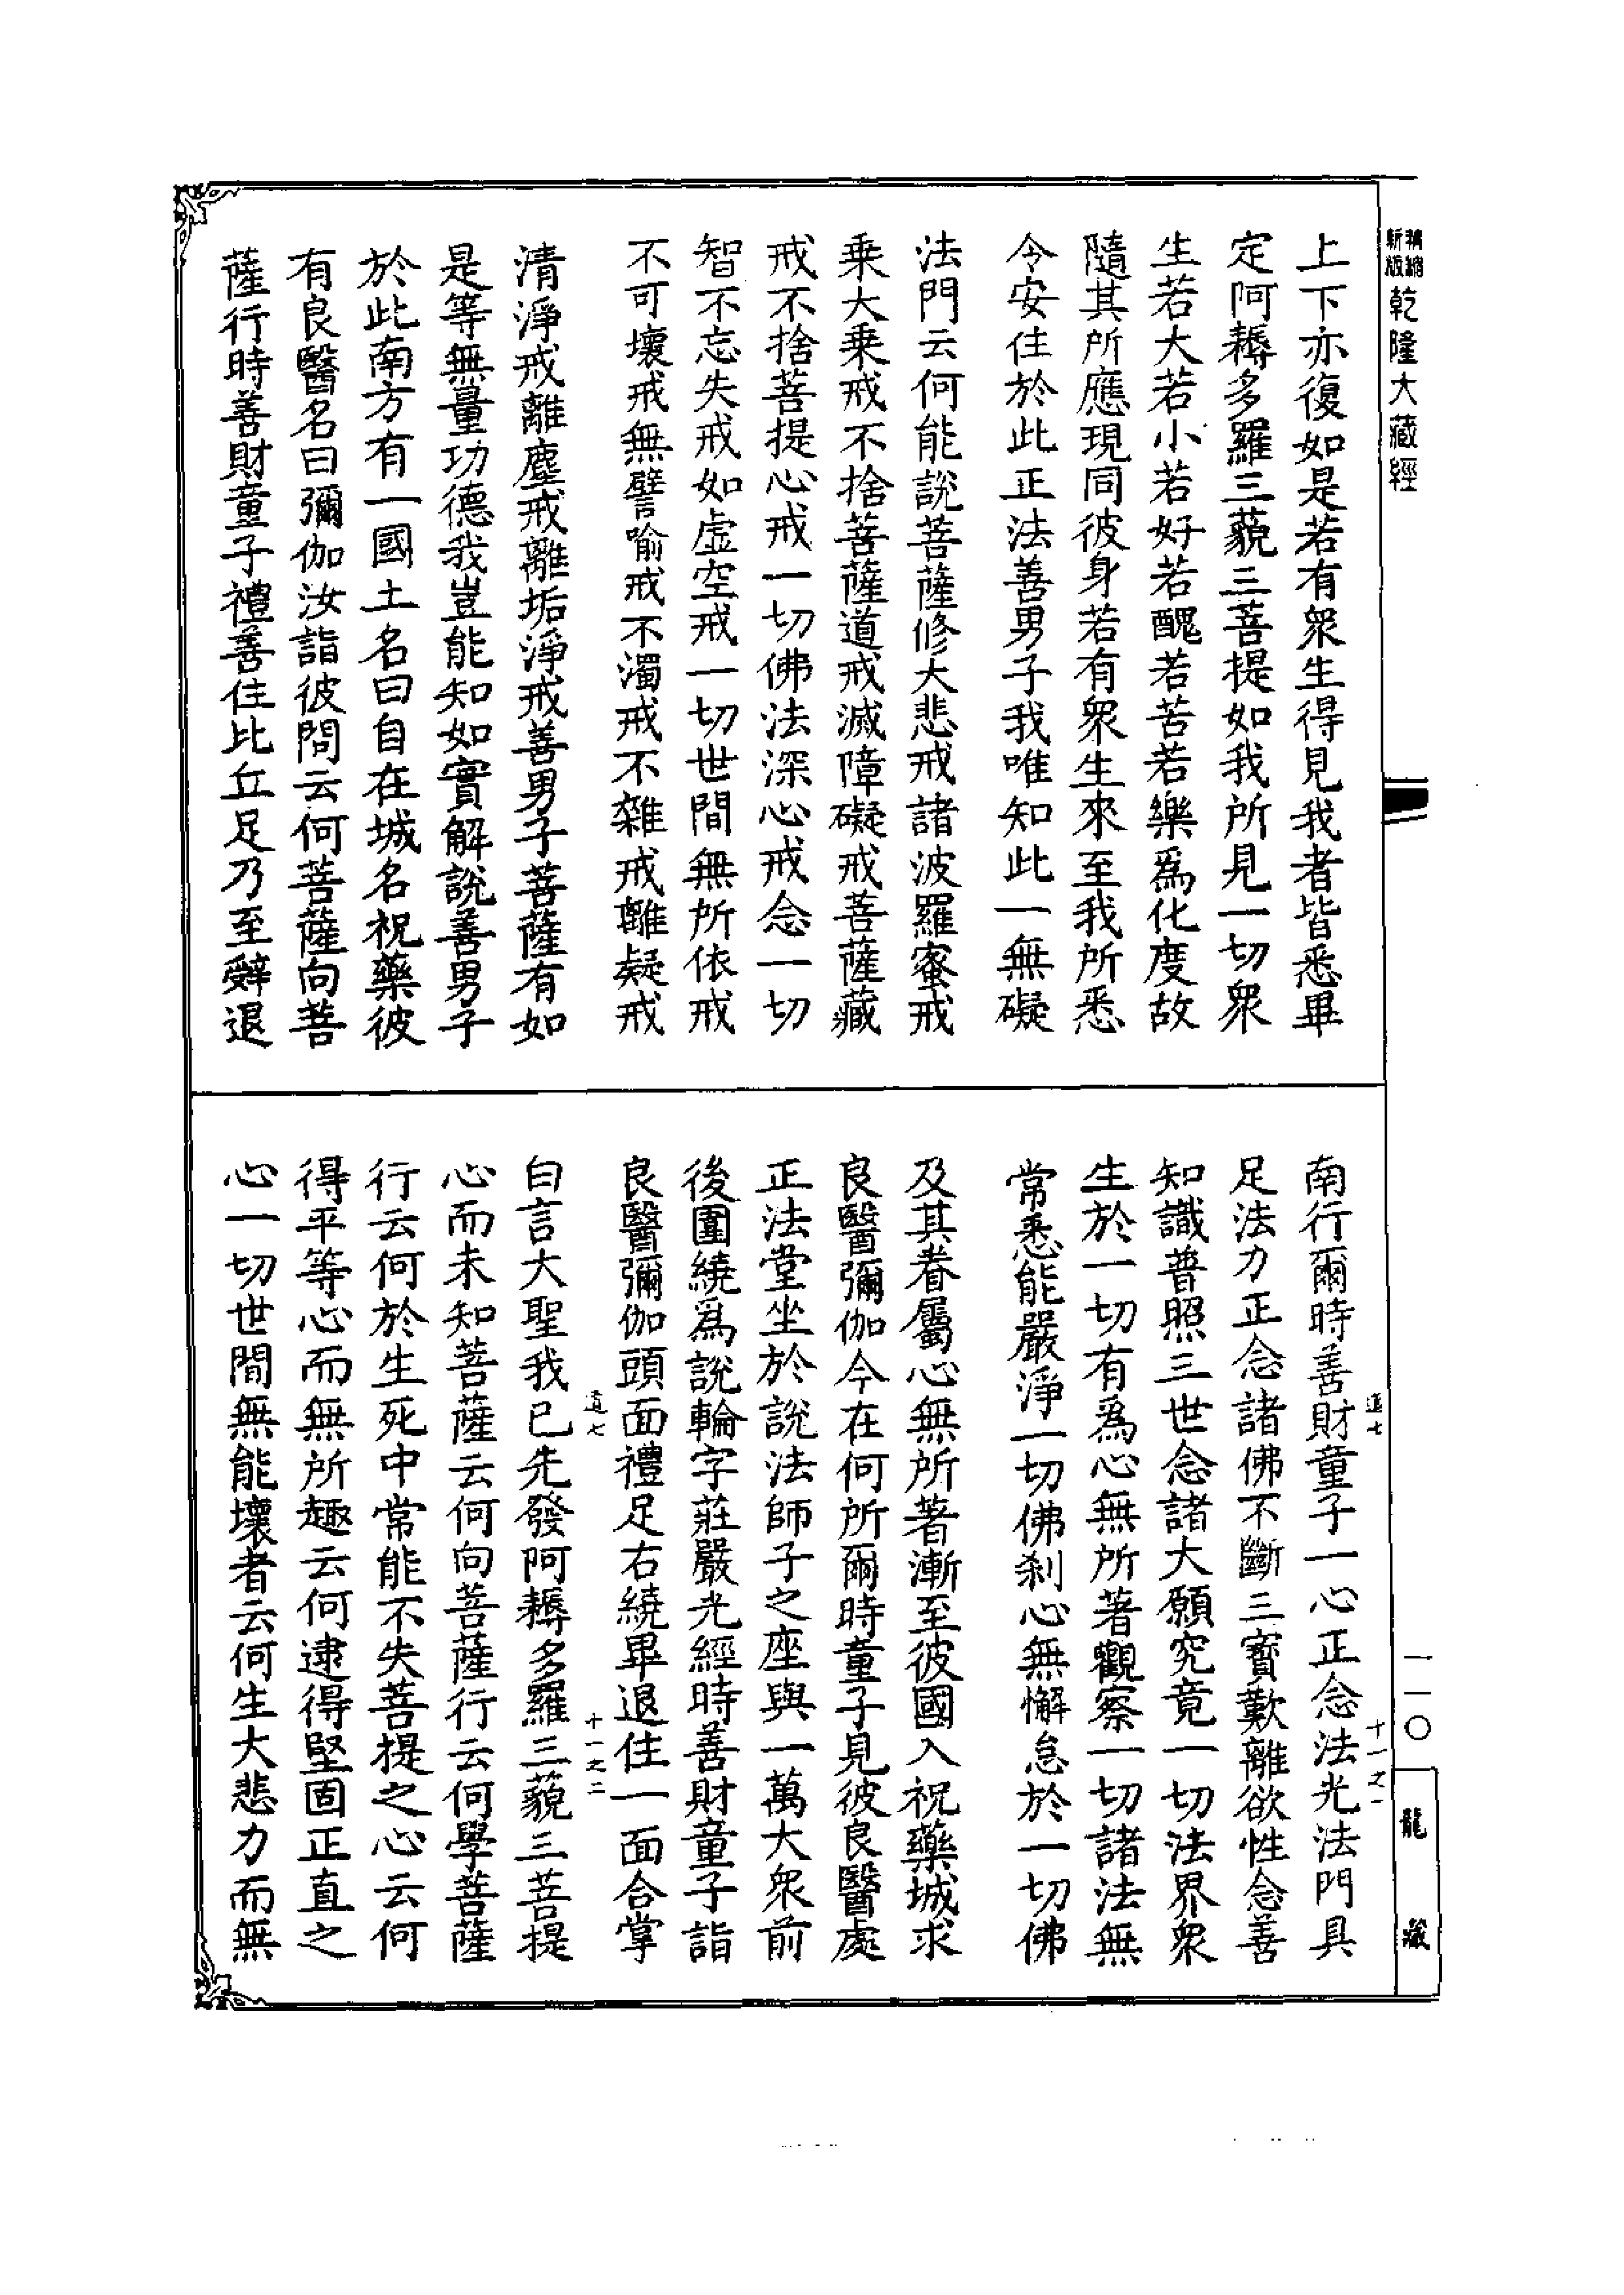 新版精縮
乾隆大藏經
上下亦復如是若有衆生得見我者皆悉畢
定阿耨多羅三藐三菩提如我所見一切衆
生若大若小若好若醜若苦若樂爲化度故
隨其所應現同彼身若有衆生來至我所悉
令安住於此正法善男子我唯知此一無礙
法門云何能說菩薩修大悲戒諸波羅蜜戒
乗大乗戒不捨菩薩道戒滅障礙戒菩薩藏
戒不捨菩提心戒一切佛法深心戒念一切
智不忘失戒如虛空戒一切世間無所依戒
不可壞戒無譬喻戒不濁戒不雜戒離疑戒
清淨戒離塵戒離垢淨戒善男子菩薩有如
是等無量功德我豈能知如實解說善男子
於此南方有一國土名曰自在城名祝藥彼
有良醫名曰彌伽汝詣彼問云何菩薩向菩
薩行時善財童子禮善住比丘足乃至辭退
南行爾時善財童子一心正念法光法門具
足法力正念諸佛不斷三寶歎離欲性念善
知識普照三世念諸大願究竟一切法界衆
生於一切有爲心無所著觀察一切諸法無
常悉能嚴淨一切佛刹心無懈怠於一切佛
及其眷屬心無所著漸至彼國入祝藥城求
良醫彌伽今在何所爾時童子見彼良醫處
正法堂坐於說法師子之座與一萬大衆前
後圍繞爲說輪字莊嚴光經時善財童子詣
良醫彌伽頭面禮足右繞畢退住一面合掌
白言大聖我已先發阿耨多羅三藐三菩提
心而未知菩薩云何向菩薩行云何學菩薩
行云何於生死中常能不失菩提之心云何
得平等心而無所趣云何逮得堅固正直之
心一切世間無能壞者云何生大悲力而無
道七
十一之二
一一〇
龍藏